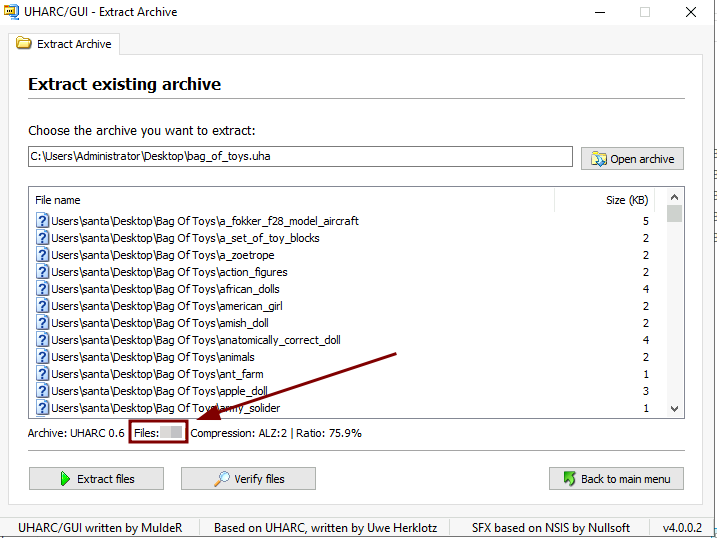 UHARC/GUI - Extract Archive
Extract Archive
Extract existing archive
Choose the archive you want to extract:
C:\Users\Administrator\Desktop\bag_of_toys.uha
Open archive
File name Size (KB)
Users\santa\Desktop\Bag Of Toys\a_fokker_f28_model_aircraft 5
Users\santa\Desktop\Bag Of Toys\a_set_of_toy_blocks 2
Users\santa\Desktop\Bag Of Toys\a_zoetrope 2
Users\santa\Desktop\Bag Of Toys\action_figures 2
Users\santa\Desktop\Bag Of Toys\african_dolls 4
Users\santa\Desktop\Bag Of Toys\american_girl 2
Users\santa\Desktop\Bag Of Toys\amish_doll 2
Users\santa\Desktop\Bag Of Toys\anatomically_correct_doll 4
Users\santa\Desktop\Bag Of Toys\animals 2
Users\santa\Desktop\Bag Of Toys\ant_farm 1
Users\santa\Desktop\Bag Of Toys\apple_doll 3
Users\santa\Desktop\Bag Of Toys\army_solider 1
Archive: UHARC 0.6 Files: Compression: ALZ:2 | Ratio: 75.9%
Extract files Verify files Back to main menu
UHARC/GUI written by MuldeR Based on UHARC, written by Uwe Herklotz SFX based on NSIS by Nullsoft v4.0.0.2